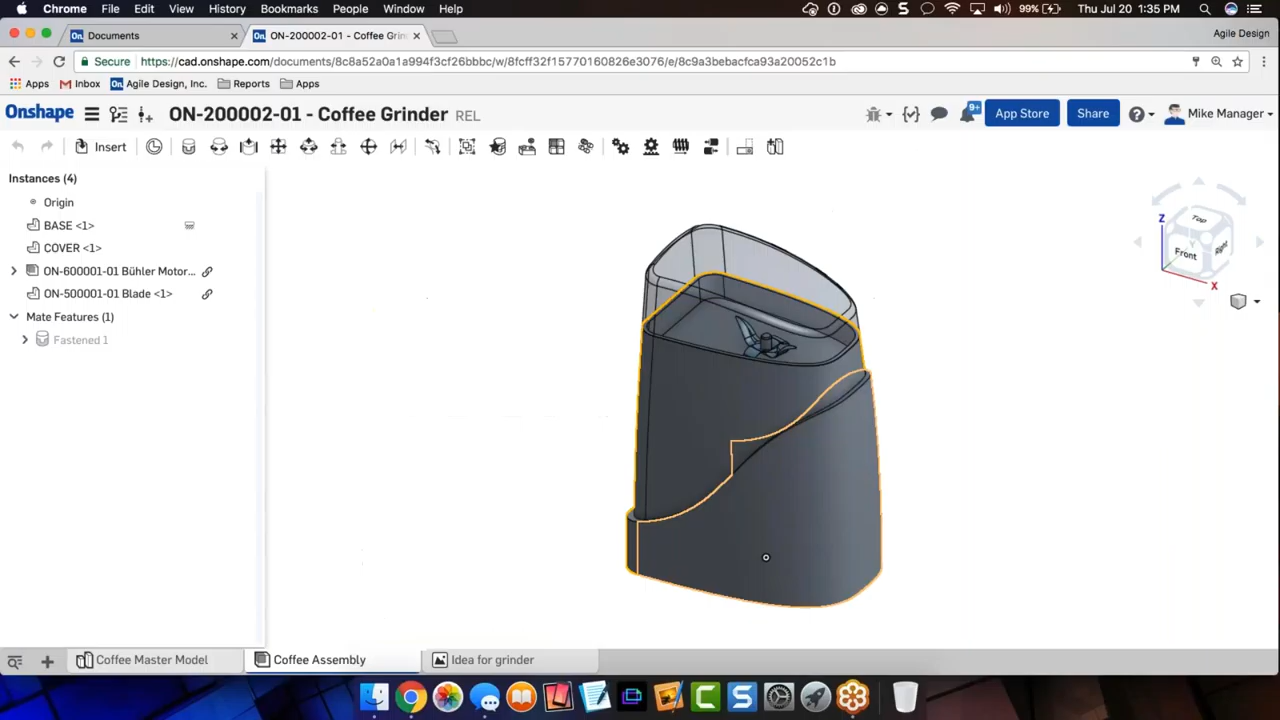 Chrome File Edit View History Bookmarks People Window Help 99% Thu Jul 20 1:35 PM
Documents ON-200002-01 - Coffee Grin Agile Design
Secure https://cad.onshape.com/documents/8c8a52a0a1a994f3cf26bbbc/w/8fcff32f15770160826e3076/e/8c9a3bebacfca93a20052c1b
Apps Inbox Agile Design, Inc. Reports Apps
Onshape ON-200002-01 - Coffee Grinder REL 9+ App Store Share Mike Manager
Insert
Instances (4)
Origin
BASE <1>
COVER <1>
ON-600001-01 Bühler Motor...
ON-500001-01 Blade <1>
Mate Features (1)
Fastened 1
Top
Z
Front Right
X
Coffee Master Model Coffee Assembly Idea for grinder